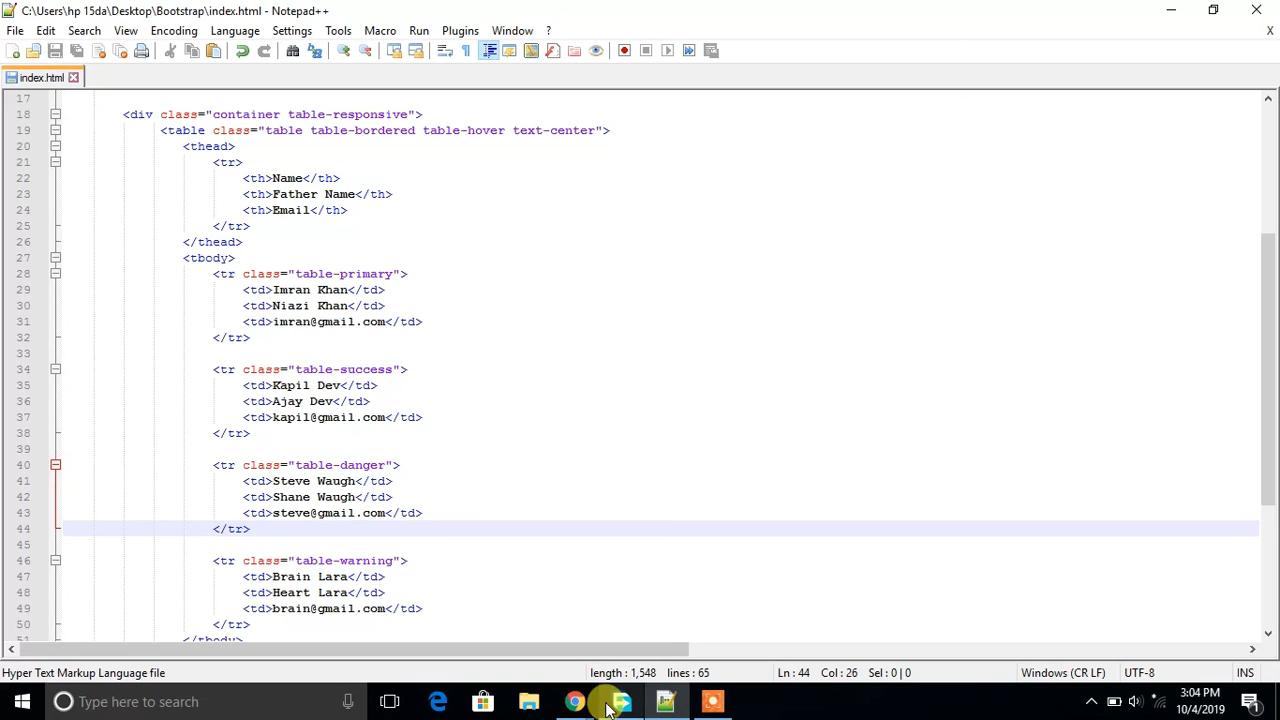 C:\Users\hp 15da\Desktop\Bootstrap\index.html - Notepad++
File Edit Search View Encoding Language Settings Tools Macro Run Plugins Window ?
X
index.html
17
18 <div class="container table-responsive">
19 <table class="table table-bordered table-hover text-center">
20 <thead>
21 <tr>
22 <th>Name</th>
23 <th>Father Name</th>
24 <th>Email</th>
25 </tr>
26 </thead>
27 <tbody>
28 <tr class="table-primary">
29 <td>Imran Khan</td>
30 <td>Niazi Khan</td>
31 <td>imran@gmail.com</td>
32 </tr>
33
34 <tr class="table-success">
35 <td>Kapil Dev</td>
36 <td>Ajay Dev</td>
37 <td>kapil@gmail.com</td>
38 </tr>
39
40 <tr class="table-danger">
41 <td>Steve Waugh</td>
42 <td>Shane Waugh</td>
43 <td>steve@gmail.com</td>
44 </tr>
45
46 <tr class="table-warning">
47 <td>Brain Lara</td>
48 <td>Heart Lara</td>
49 <td>brain@gmail.com</td>
50 </tr>
51 </tbody>
Hyper Text Markup Language file length : 1,548 lines : 65 Ln : 44 Col : 26 Sel : 0 | 0 Windows (CR LF) UTF-8 INS
Type here to search
3:04 PM
10/4/2019
1